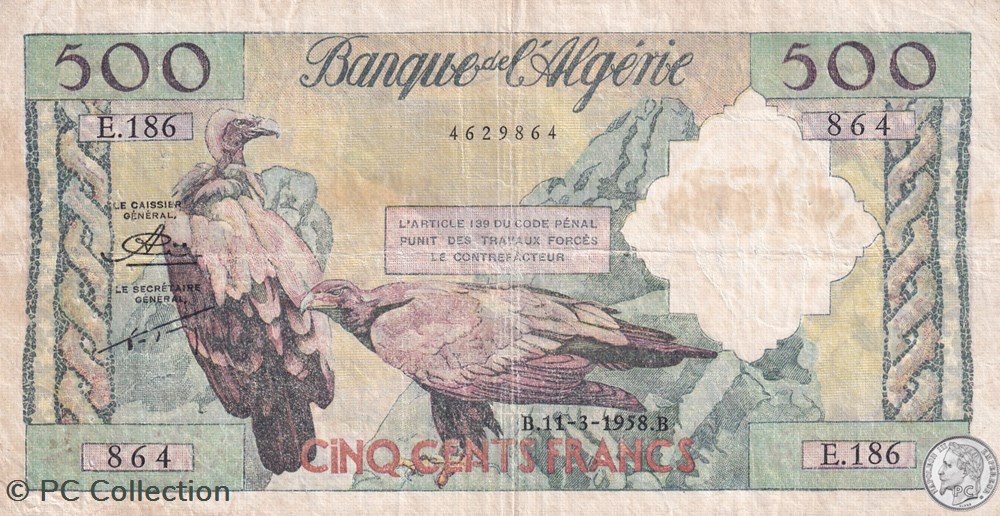 500 Banque de l'Algérie 500
E.186 864
4629864
LE CAISSIER
GÉNÉRAL,
L'ARTICLE 139 DU CODE PÉNAL
PUNIT DES TRAVAUX FORCÉS
LE CONTREFACTEUR
LE SECRÉTAIRE
GÉNÉRAL,
B.11-3-1958.B
CINQ CENTS FRANCS
864 E.186
© PC Collection
PC